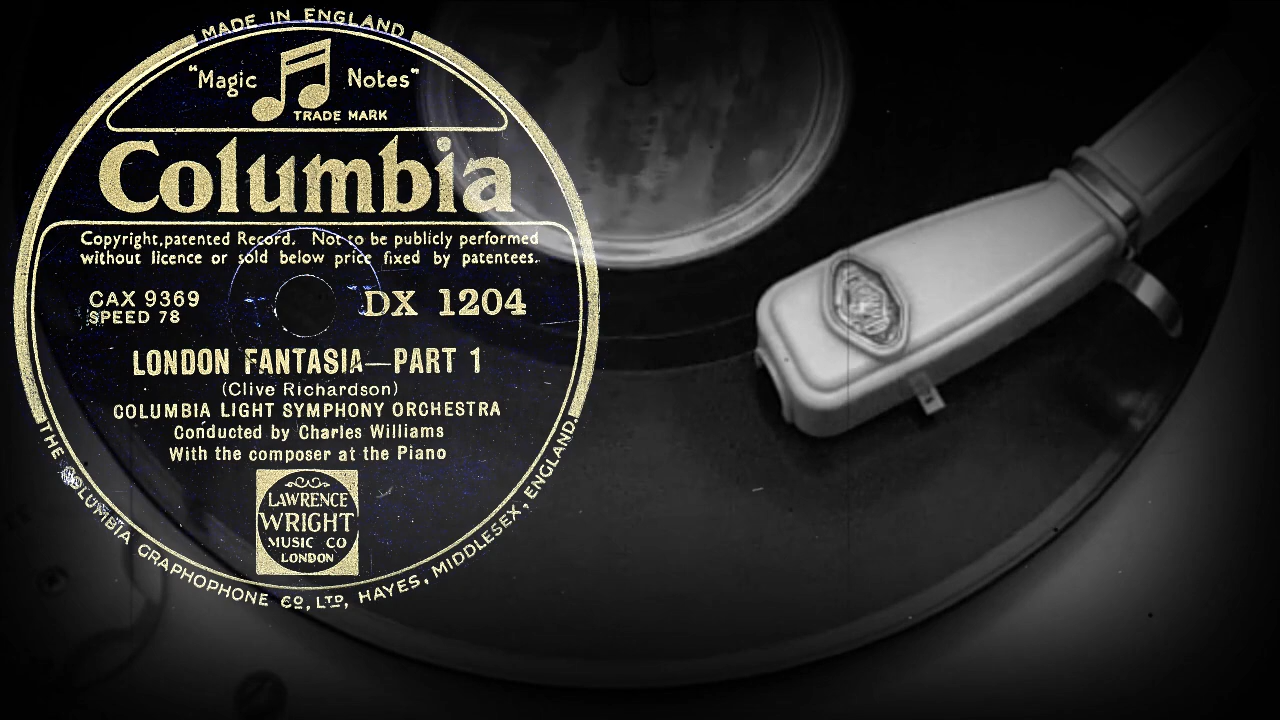 MADE IN ENGLAND
"Magic Notes"
TRADE MARK
Columbia
Copyright, patented Record. Not to be publicly performed
without licence or sold below price fixed by patentees.
CAX 9369
DX 1204
SPEED 78
LONDON FANTASIA—PART 1
(Clive Richardson)
COLUMBIA LIGHT SYMPHONY ORCHESTRA
Conducted by Charles Williams
With the composer at the Piano
LAWRENCE
WRIGHT
MUSIC CO
LONDON
THE COLUMBIA GRAPHOPHONE CO, LTD, HAYES, MIDDLESEX, ENGLAND.